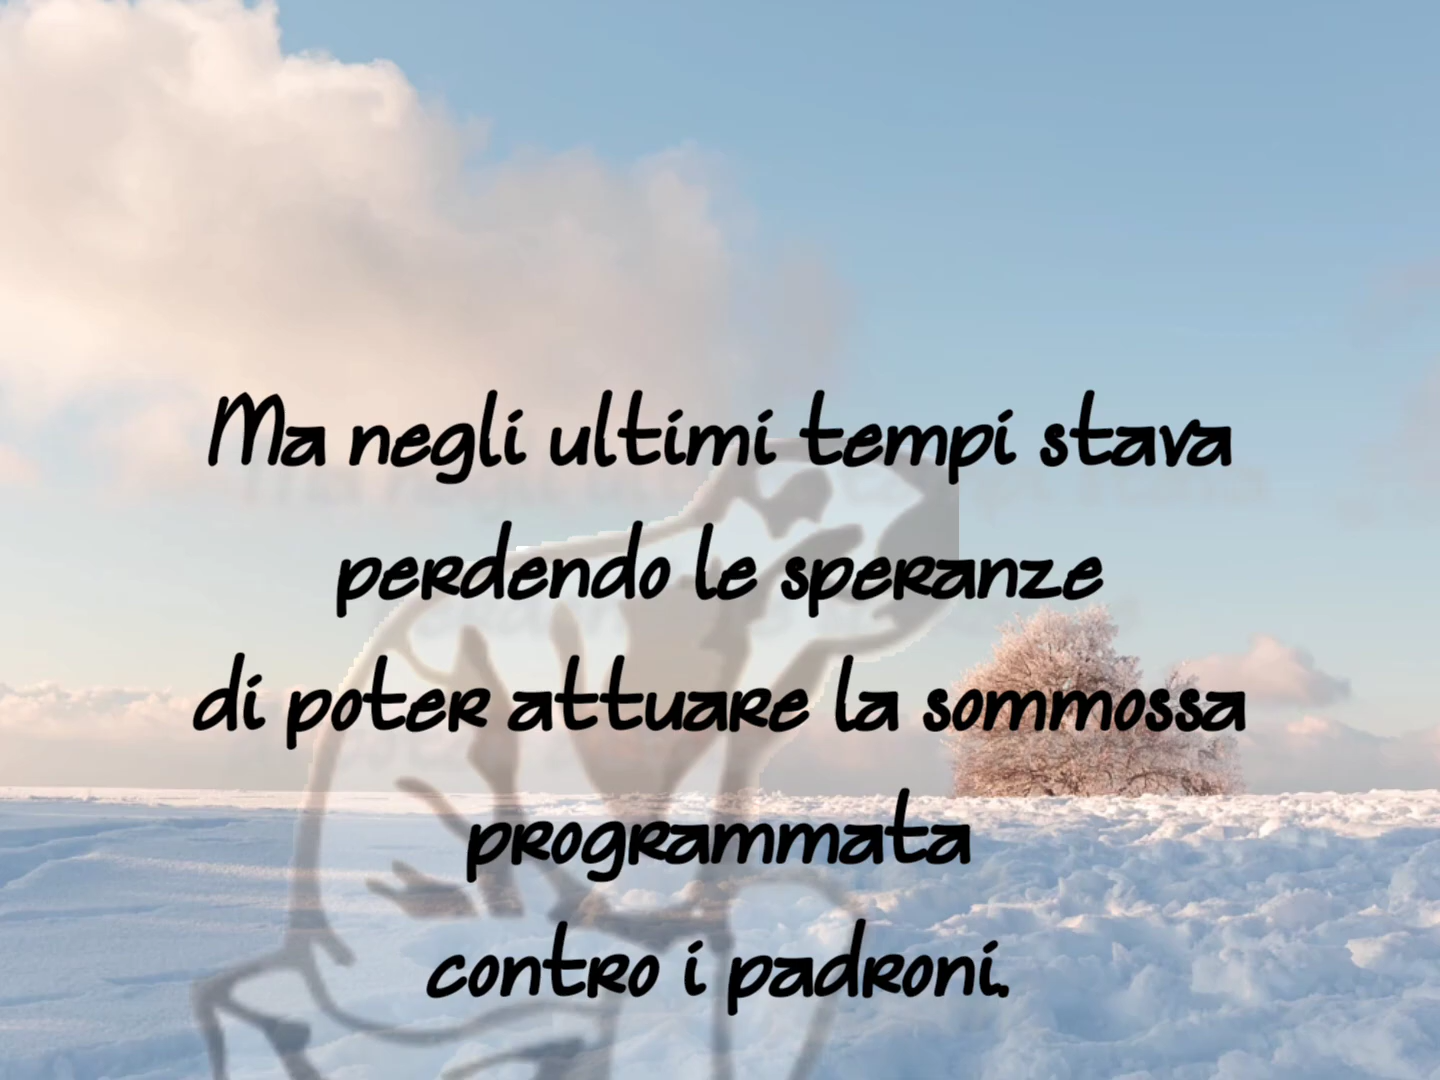 Ma negli ultimi tempi stava
perdendo le speranze
di poter attuare la sommossa
programmata
contro i padroni.